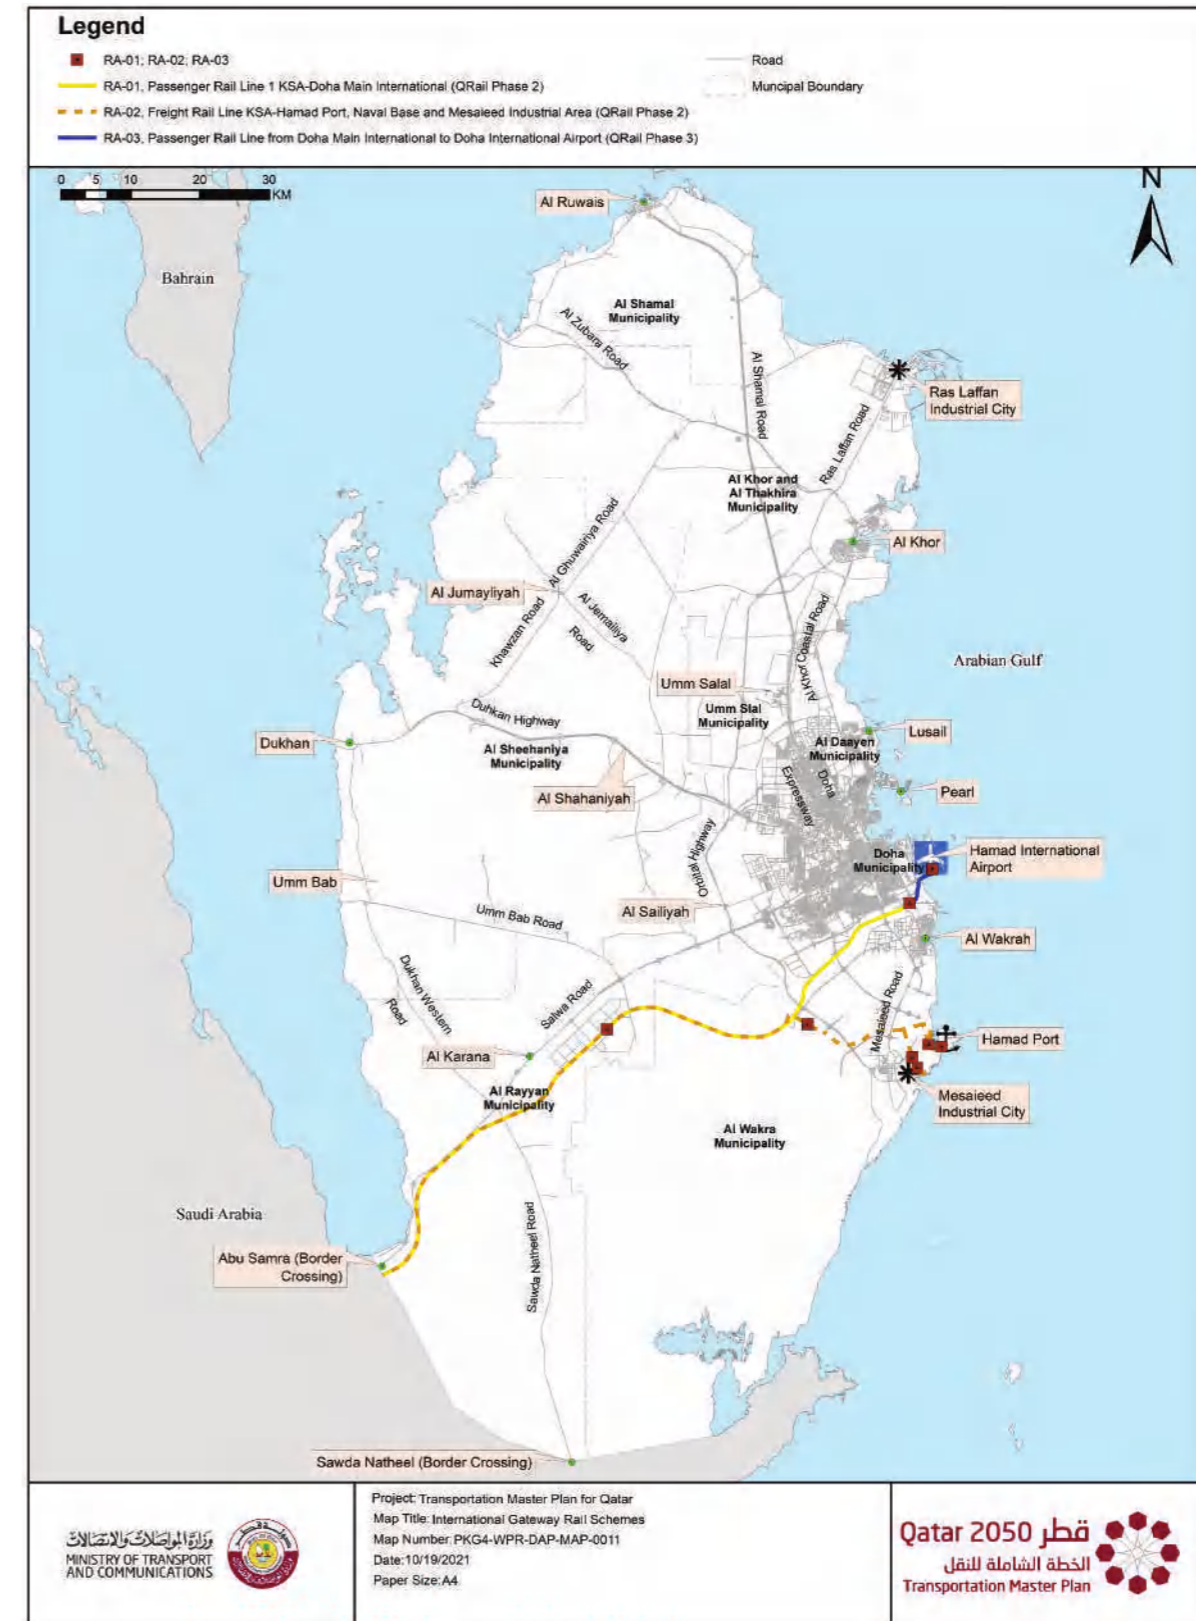 Legend
RA-01; RA-02; RA-03
RA-01, Passenger Rail Line 1 KSA-Doha Main International (QRail Phase 2)
RA-02, Freight Rail Line KSA-Hamad Port, Naval Base and Mesaieed Industrial Area (QRail Phase 2)
RA-03, Passenger Rail Line from Doha Main International to Doha International Airport (QRail Phase 3)
Road
Muncipal Boundary
0 5 10 20 30
KM
N
Al Ruwais
Bahrain
Al Shamal
Municipality
Al Zubara Road
Al Shamal Road
Ras Laffan
Industrial City
Ras Laffan Road
Al Khor and
Al Thakhira
Municipality
Al Khor
Al Ghuwairiya Road
Al Jumayliyah
Al Jemailiya
Road
Khawzan Road
Al Khor Coastal Road
Arabian Gulf
Umm Salal
Umm Slal
Municipality
Duhkan Highway
Lusail
Dukhan
Al Sheehaniya
Municipality
Al Daayen
Municipality
Doha
Expressway
Al Shahaniyah
Pearl
Orbital Highway
Doha
Municipality
Hamad International
Airport
Umm Bab
Umm Bab Road
Al Sailiyah
Al Wakrah
Dukhan Western
Road
Salwa Road
Mesaieed Road
Al Karana
Hamad Port
Al Rayyan
Municipality
Mesaieed
Industrial City
Al Wakra
Municipality
Saudi Arabia
Sawda Natheel Road
Abu Samra (Border
Crossing)
Sawda Natheel (Border Crossing)
وزارة المواصلات والاتصالات
MINISTRY OF TRANSPORT
AND COMMUNICATIONS
Project: Transportation Master Plan for Qatar
Map Title: International Gateway Rail Schemes
Map Number: PKG4-WPR-DAP-MAP-0011
Date:10/19/2021
Paper Size:A4
Qatar 2050 قطر
الخطة الشاملة للنقل
Transportation Master Plan